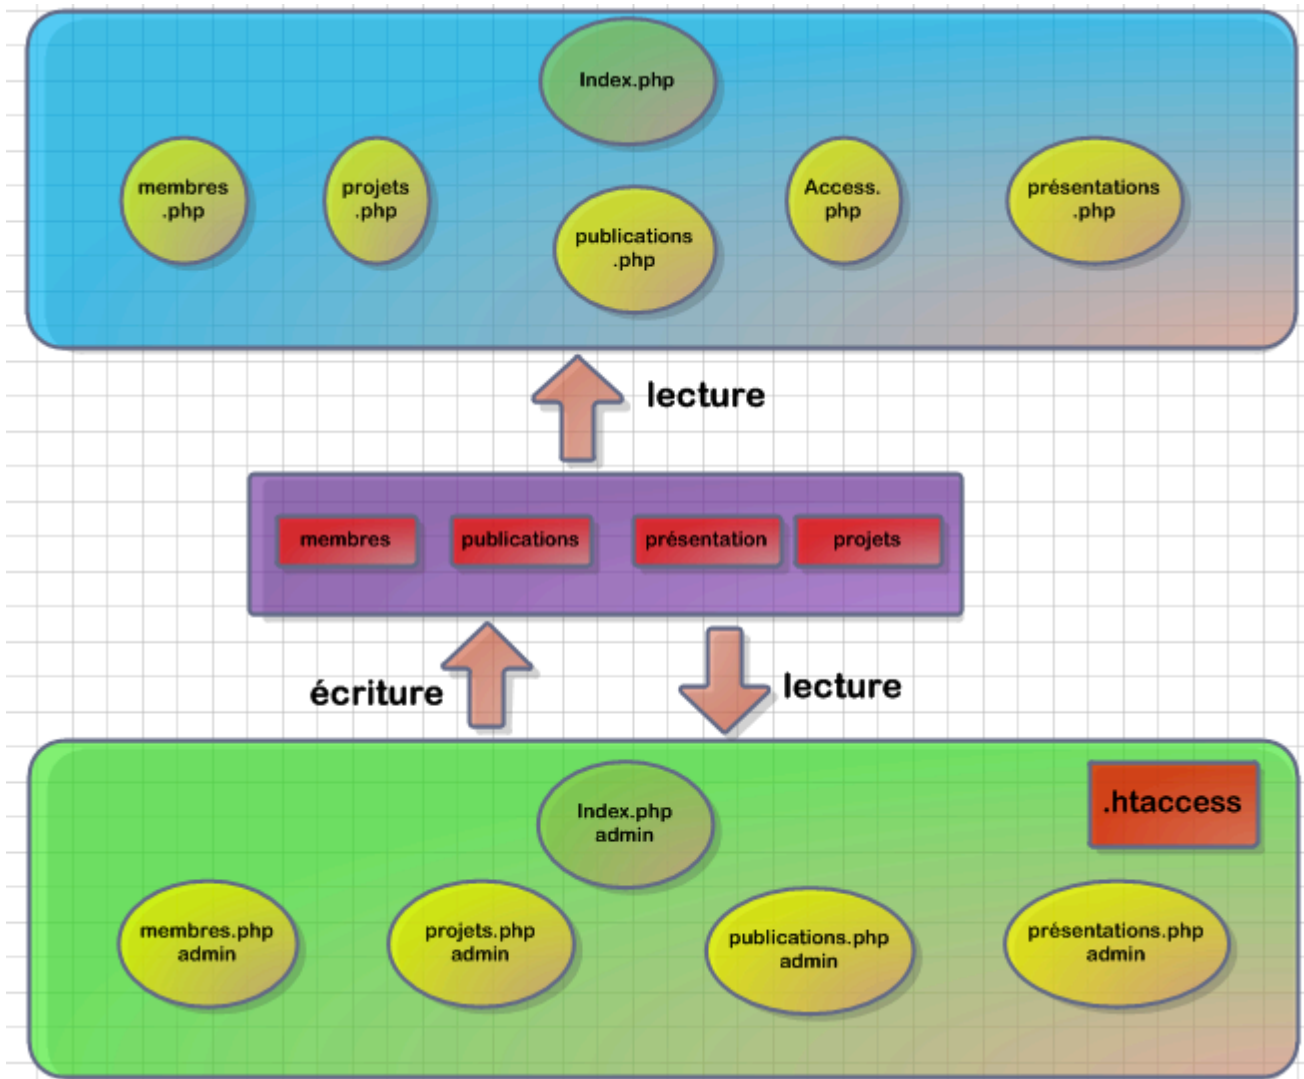 Index.php
membres
.php
projets
.php
publications
.php
Access.
php
présentations
.php
lecture
membres
publications
présentation
projets
écriture
lecture
Index.php
admin
.htaccess
membres.php
admin
projets.php
admin
publications.php
admin
présentations.php
admin